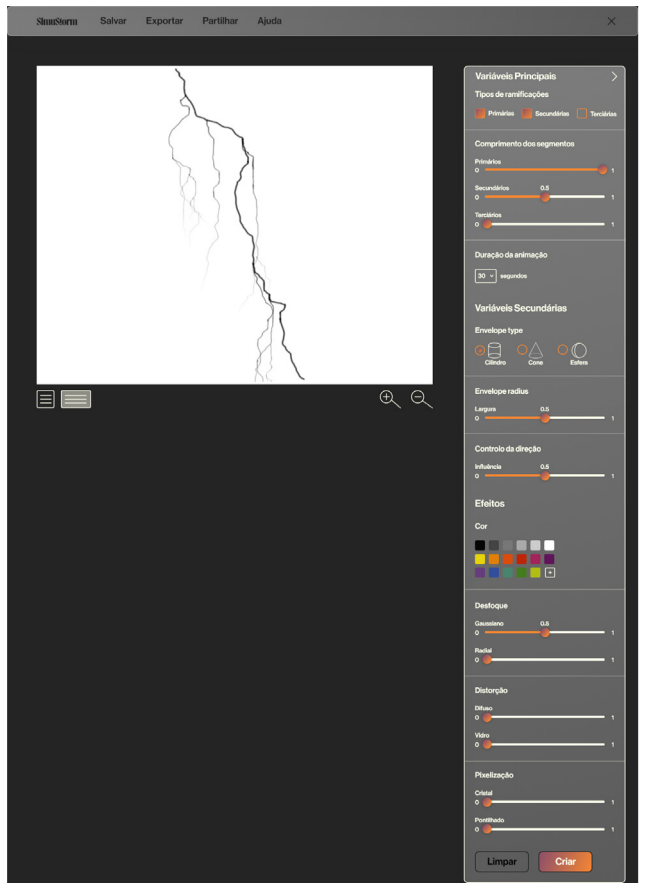 SimuStorm Salvar Exportar Partilhar Ajuda
Variáveis Principais
Tipos de ramificações
Primárias Secundárias Terciárias
Comprimento dos segmentos
Primários
0 1
Secundários 0.5
0 1
Terciários
0 1
Duração da animação
30 segundos
Variáveis Secundárias
Envelope type
Cilindro Cone Esfera
Envelope radius
Largura 0.5
0 1
Controlo da direção
Influência 0.5
0 1
Efeitos
Cor
Desfoque
Gaussiano 0.5
0 1
Radial
0 1
Distorção
Difuso
0 1
Vidro
0 1
Pixelização
Cristal
0 1
Pontilhado
0 1
Limpar Criar